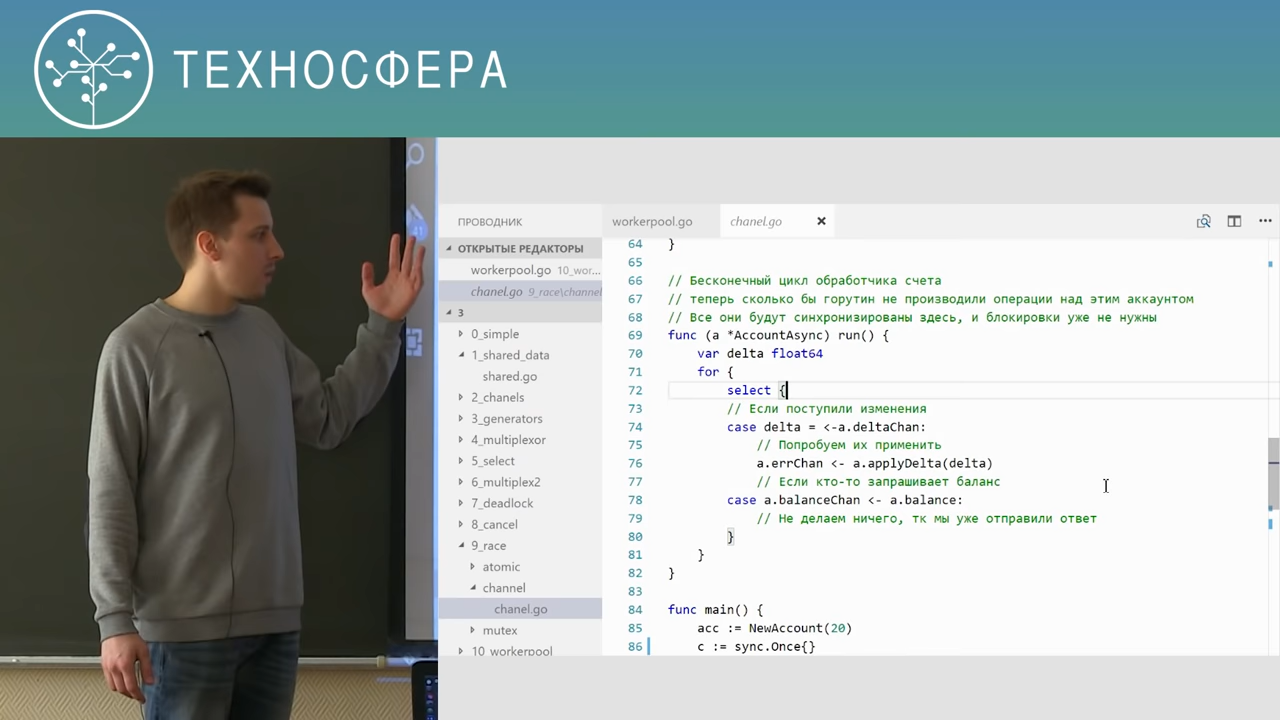 ТЕХНОСФЕРА
ПРОВОДНИК
ОТКРЫТЫЕ РЕДАКТОРЫ
workerpool.go 10_wor...
chanel.go 9_race\channel
3
0_simple
1_shared_data
shared.go
2_chanels
3_generators
4_multiplexor
5_select
6_multiplex2
7_deadlock
8_cancel
9_race
atomic
channel
chanel.go
mutex
10_workerpool
workerpool.go chanel.go
64 }
65
66 // Бесконечный цикл обработчика счета
67 // теперь сколько бы горутин не производили операции над этим аккаунтом
68 // Все они будут синхронизированы здесь, и блокировки уже не нужны
69 func (a *AccountAsync) run() {
70 var delta float64
71 for {
72 select {
73 // Если поступили изменения
74 case delta = <-a.deltaChan:
75 // Попробуем их применить
76 a.errChan <- a.applyDelta(delta)
77 // Если кто-то запрашивает баланс
78 case a.balanceChan <- a.balance:
79 // Не делаем ничего, тк мы уже отправили ответ
80 }
81 }
82 }
83
84 func main() {
85 acc := NewAccount(20)
86 c := sync.Once{}